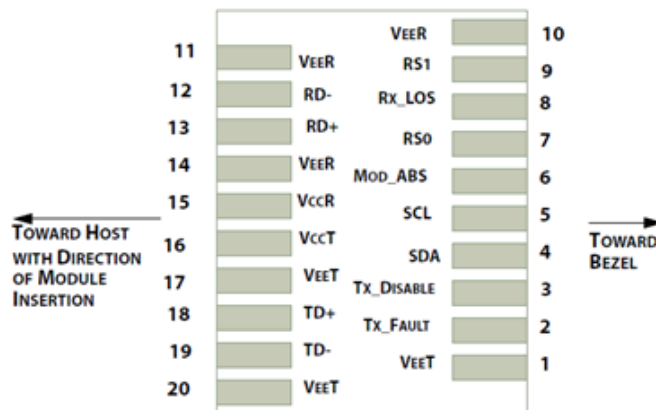 11 VEER
12 RD-
13 RD+
14 VEER
15 VCCR
16 VCCT
17 VEET
18 TD+
19 TD-
20 VEET
TOWARD HOST
WITH DIRECTION
OF MODULE
INSERTION
VEER 10
RS1 9
RX_LOS 8
RS0 7
MOD_ABS 6
SCL 5
SDA 4
TX_DISABLE 3
TX_FAULT 2
VEET 1
TOWARD
BEZEL